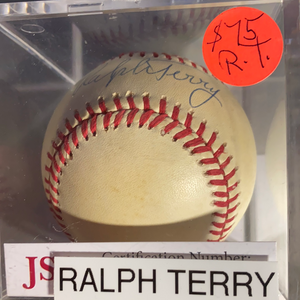 $75
R.T.
Ralph Terry
JS
Certification Number:
RALPH TERRY